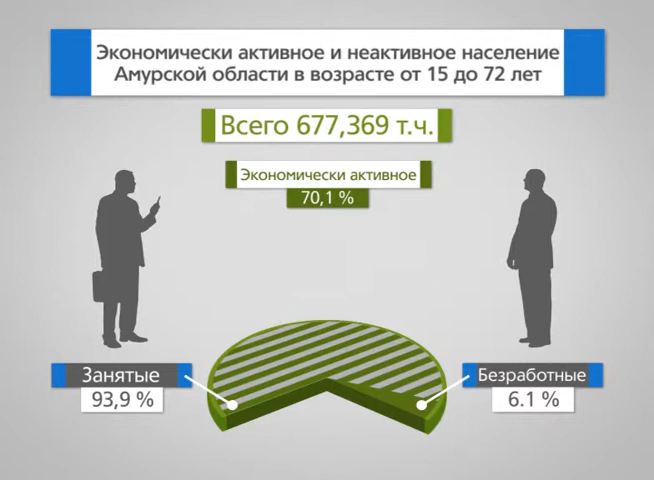 Экономически активное и неактивное население
Амурской области в возрасте от 15 до 72 лет
Всего 677,369 т.ч.
Экономически активное
70,1 %
Занятые
93,9 %
Безработные
6.1 %